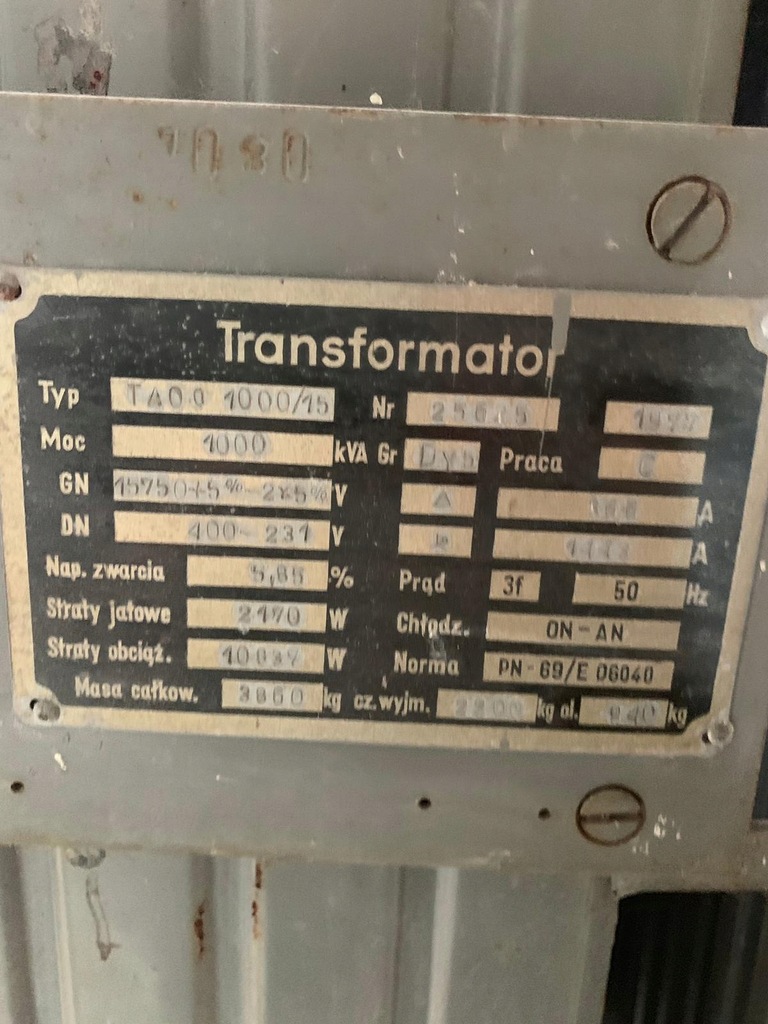 Transformator
Typ TAOa 1000/15 Nr
Moc 1000 kVA Gr Dy5 Praca C
GN 15750+5%-2x5% V △ A
DN 400-231 V A
Nap. zwarcia 5,85 % Prąd 3f 50 Hz
Straty jałowe 2170 W Chłodz. ON-AN
Straty obciąż. W Norma PN-69/E 06040
Masa całkow. 3860 kg cz. wyjm. kg ol. 940 kg